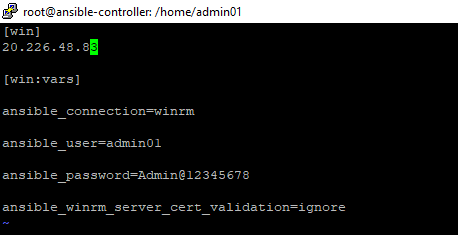 root@ansible-controller: /home/admin01
[win]
20.226.48.83
[win:vars]
ansible_connection=winrm
ansible_user=admin01
ansible_password=Admin@12345678
ansible_winrm_server_cert_validation=ignore
~